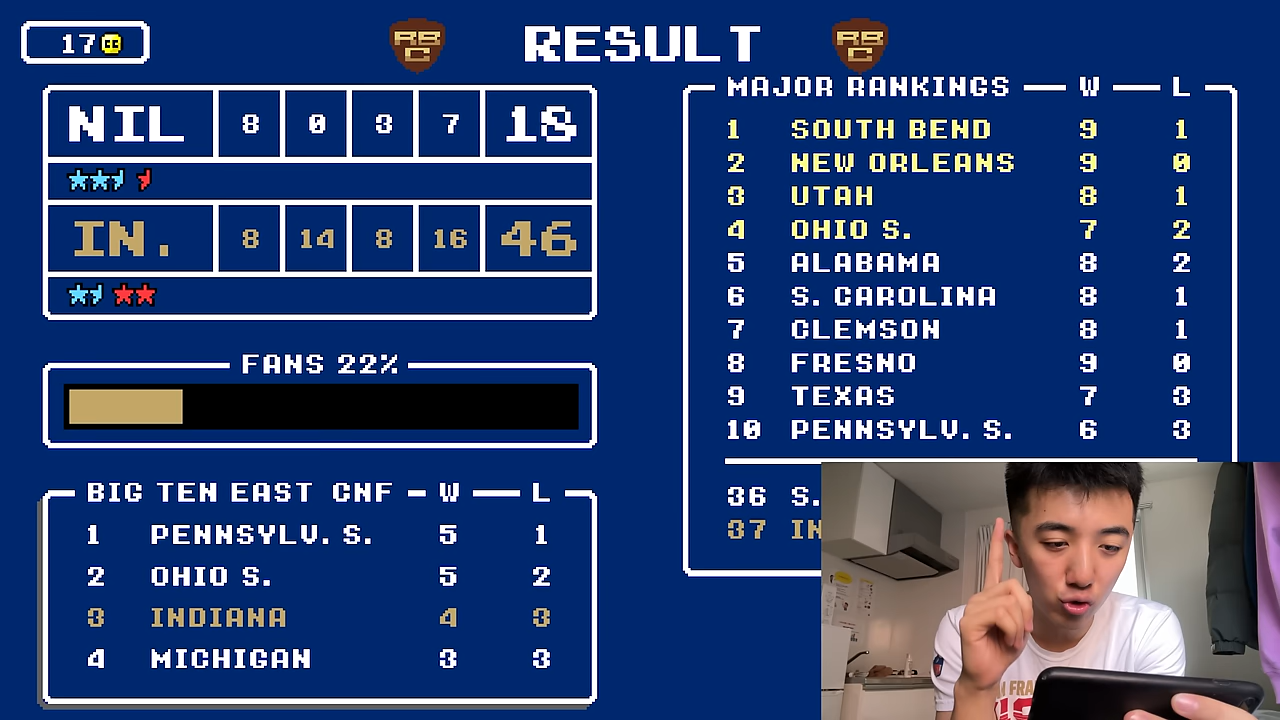 17
RBC RESULT RBC
NIL 8 0 3 7 18
IN. 8 14 8 16 46
FANS 22%
BIG TEN EAST CNF W L
1 PENNSYLV. S. 5 1
2 OHIO S. 5 2
3 INDIANA 4 3
4 MICHIGAN 3 3
MAJOR RANKINGS W L
1 SOUTH BEND 9 1
2 NEW ORLEANS 9 0
3 UTAH 8 1
4 OHIO S. 7 2
5 ALABAMA 8 2
6 S. CAROLINA 8 1
7 CLEMSON 8 1
8 FRESNO 9 0
9 TEXAS 7 3
10 PENNSYLV. S. 6 3
36 S.
37 IN
N FRA